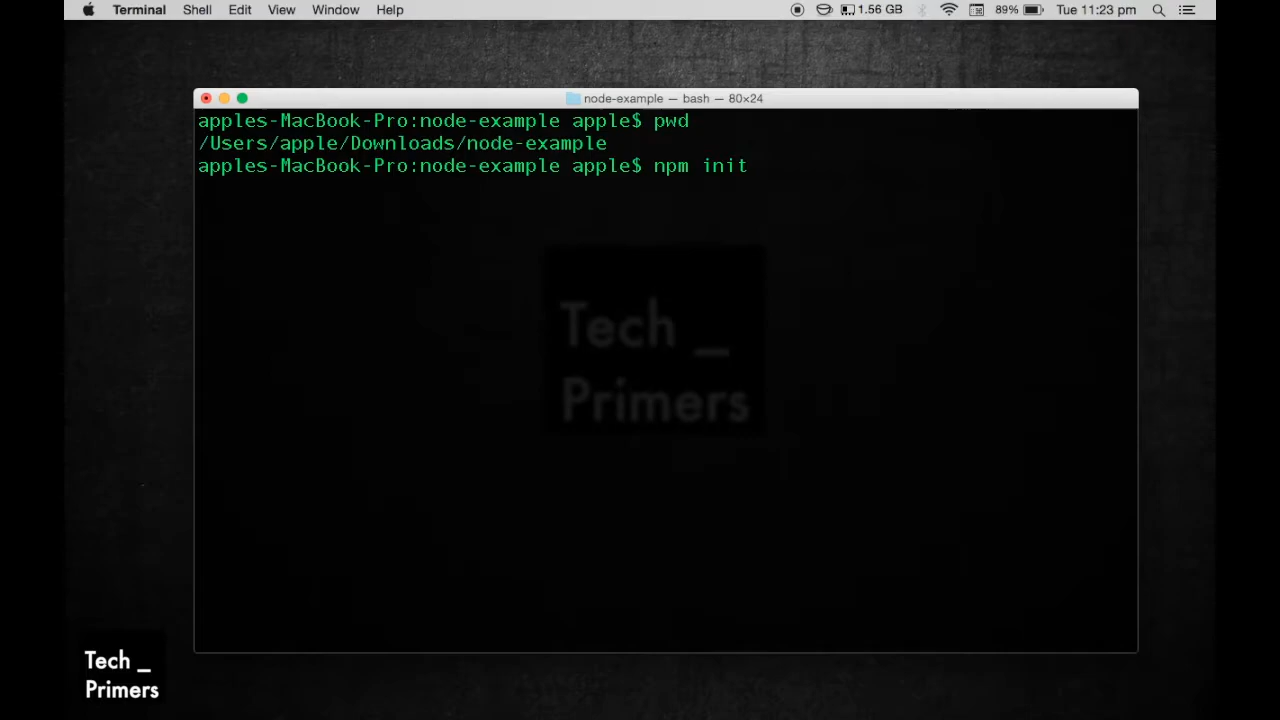 Terminal Shell Edit View Window Help 1.56 GB 89% Tue 11:23 pm
node-example — bash — 80×24
apples-MacBook-Pro:node-example apple$ pwd
/Users/apple/Downloads/node-example
apples-MacBook-Pro:node-example apple$ npm init
Tech _
Primers
Tech _
Primers